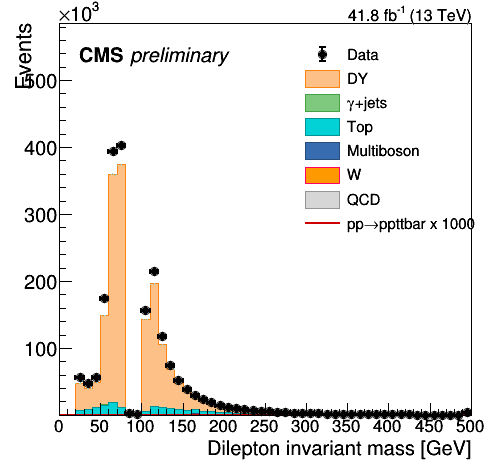 ×10³
41.8 fb⁻¹ (13 TeV)
Events
CMS preliminary
Data
DY
γ+jets
Top
Multiboson
W
QCD
pp→ppttbar x 1000
500
400
300
200
100
0 50 100 150 200 250 300 350 400 450 500
Dilepton invariant mass [GeV]